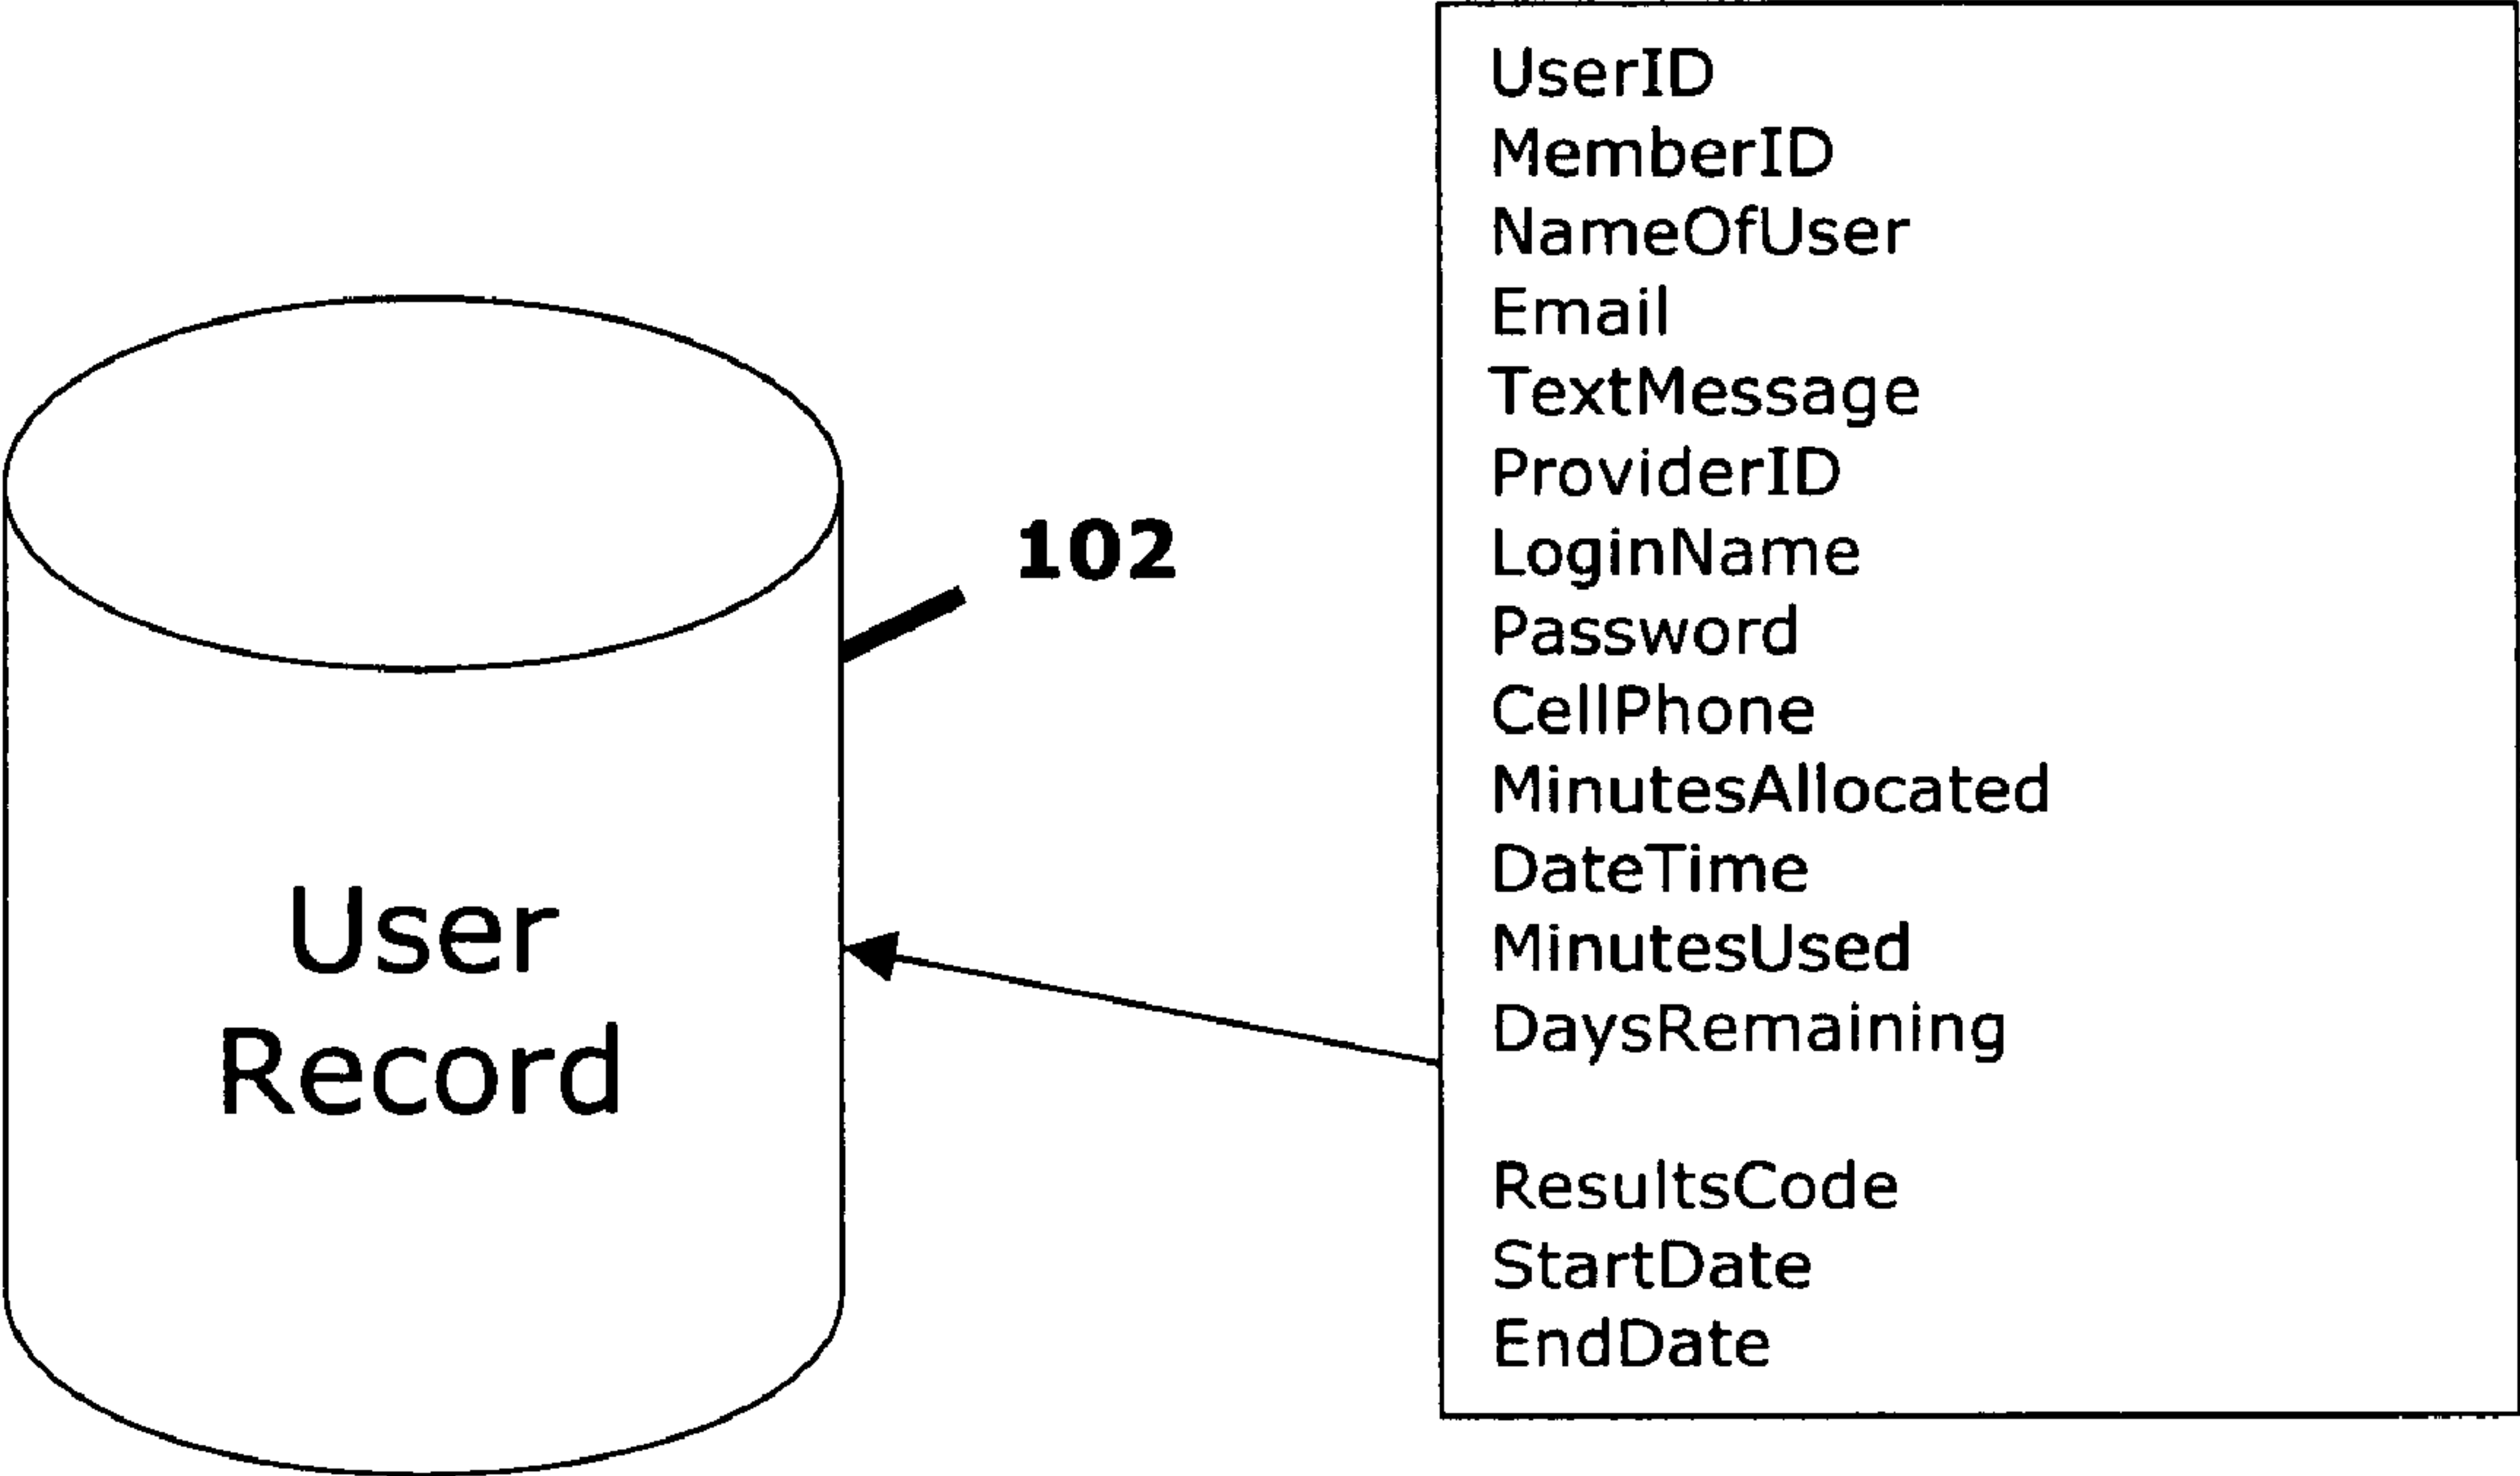 UserID
MemberID
NameOfUser
Email
TextMessage
ProviderID
LoginName
Password
CellPhone
MinutesAllocated
DateTime
MinutesUsed
DaysRemaining
ResultsCode
StartDate
EndDate
102
User
Record